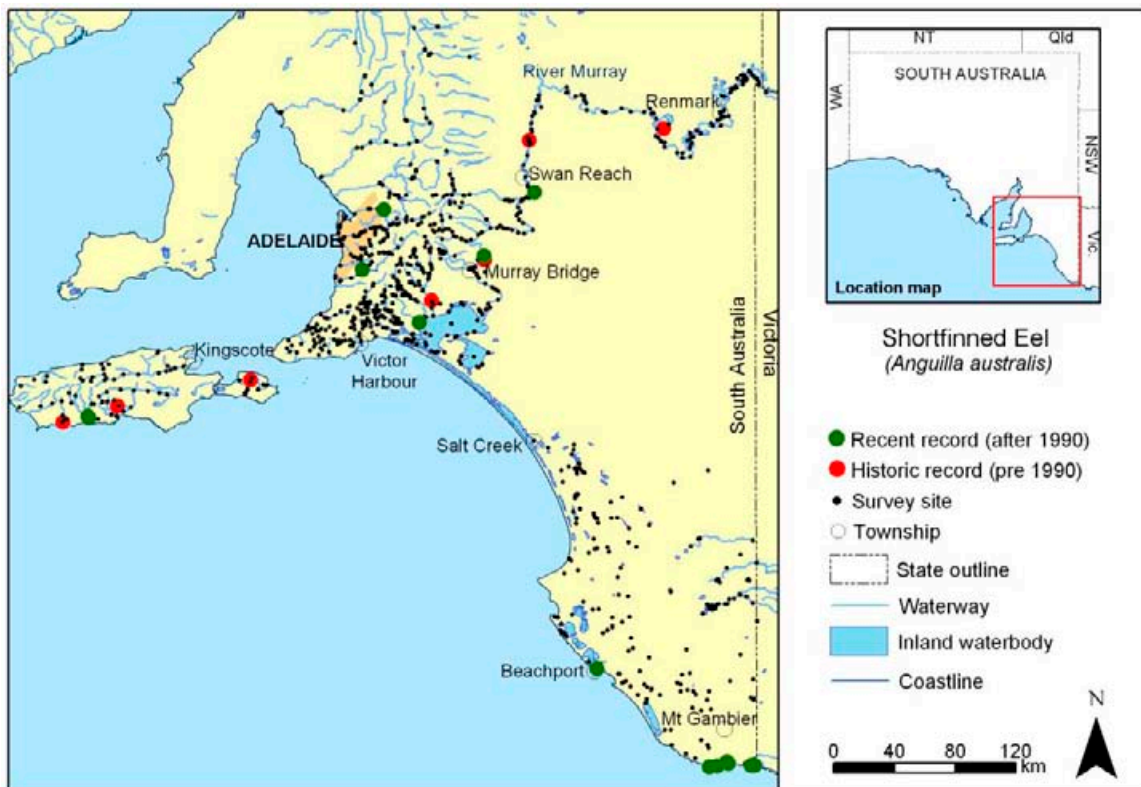 River Murray
Renmark
Swan Reach
ADELAIDE
Murray Bridge
Kingscote
Victor
Harbour
Salt Creek
South Australia
Victoria
Beachport
Mt Gambier
NT
Qld
SOUTH AUSTRALIA
WA
NSW
Vic.
Location map
Shortfinned Eel
(Anguilla australis)
Recent record (after 1990)
Historic record (pre 1990)
Survey site
Township
State outline
Waterway
Inland waterbody
Coastline
N
0 40 80 120
km